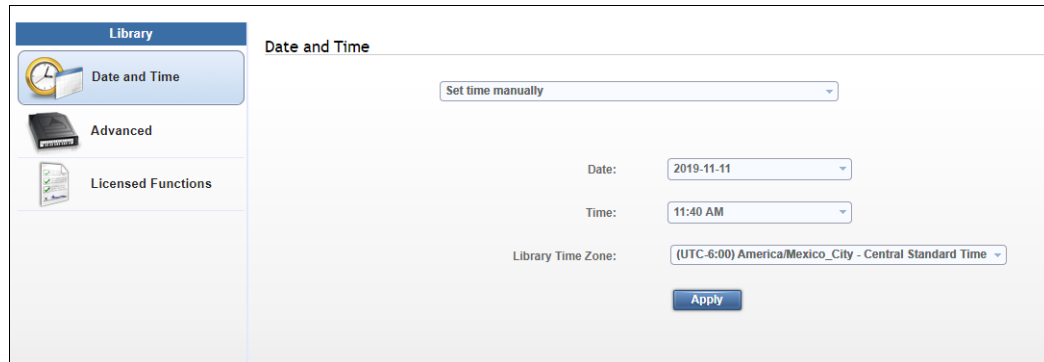 Library
Date and Time
Advanced
Licensed Functions
Date and Time
Set time manually
Date: 2019-11-11
Time: 11:40 AM
Library Time Zone: (UTC-6:00) America/Mexico_City - Central Standard Time
Apply